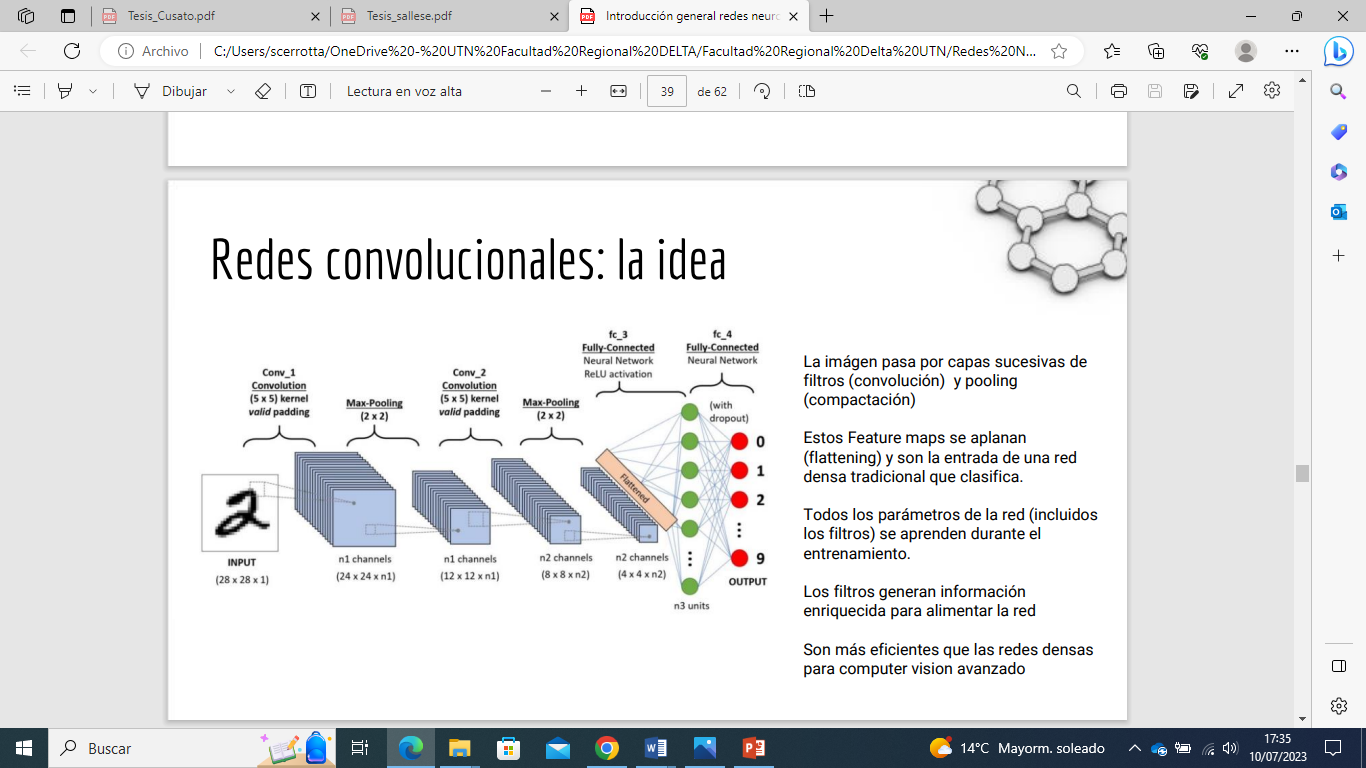 Tesis_Cusato.pdf
Tesis_sallese.pdf
Introducción general redes neuro
Archivo
C:/Users/scerrotta/OneDrive%20-%20UTN%20Facultad%20Regional%20DELTA/Facultad%20Regional%20Delta%20UTN/Redes%20N...
Dibujar
Lectura en voz alta
39
de 62
Redes convolucionales: la idea
fc_3
Fully-Connected
Neural Network
ReLU activation
fc_4
Fully-Connected
Neural Network
Conv_1
Convolution
(5 x 5) kernel
valid padding
Max-Pooling
(2 x 2)
Conv_2
Convolution
(5 x 5) kernel
valid padding
Max-Pooling
(2 x 2)
(with
dropout)
Flattened
0
1
2
9
OUTPUT
INPUT
(28 x 28 x 1)
n1 channels
(24 x 24 x n1)
n1 channels
(12 x 12 x n1)
n2 channels
(8 x 8 x n2)
n2 channels
(4 x 4 x n2)
n3 units
La imágen pasa por capas sucesivas de
filtros (convolución) y pooling
(compactación)
Estos Feature maps se aplanan
(flattening) y son la entrada de una red
densa tradicional que clasifica.
Todos los parámetros de la red (incluidos
los filtros) se aprenden durante el
entrenamiento.
Los filtros generan información
enriquecida para alimentar la red
Son más eficientes que las redes densas
para computer vision avanzado
Buscar
14°C Mayorm. soleado
17:35
10/07/2023